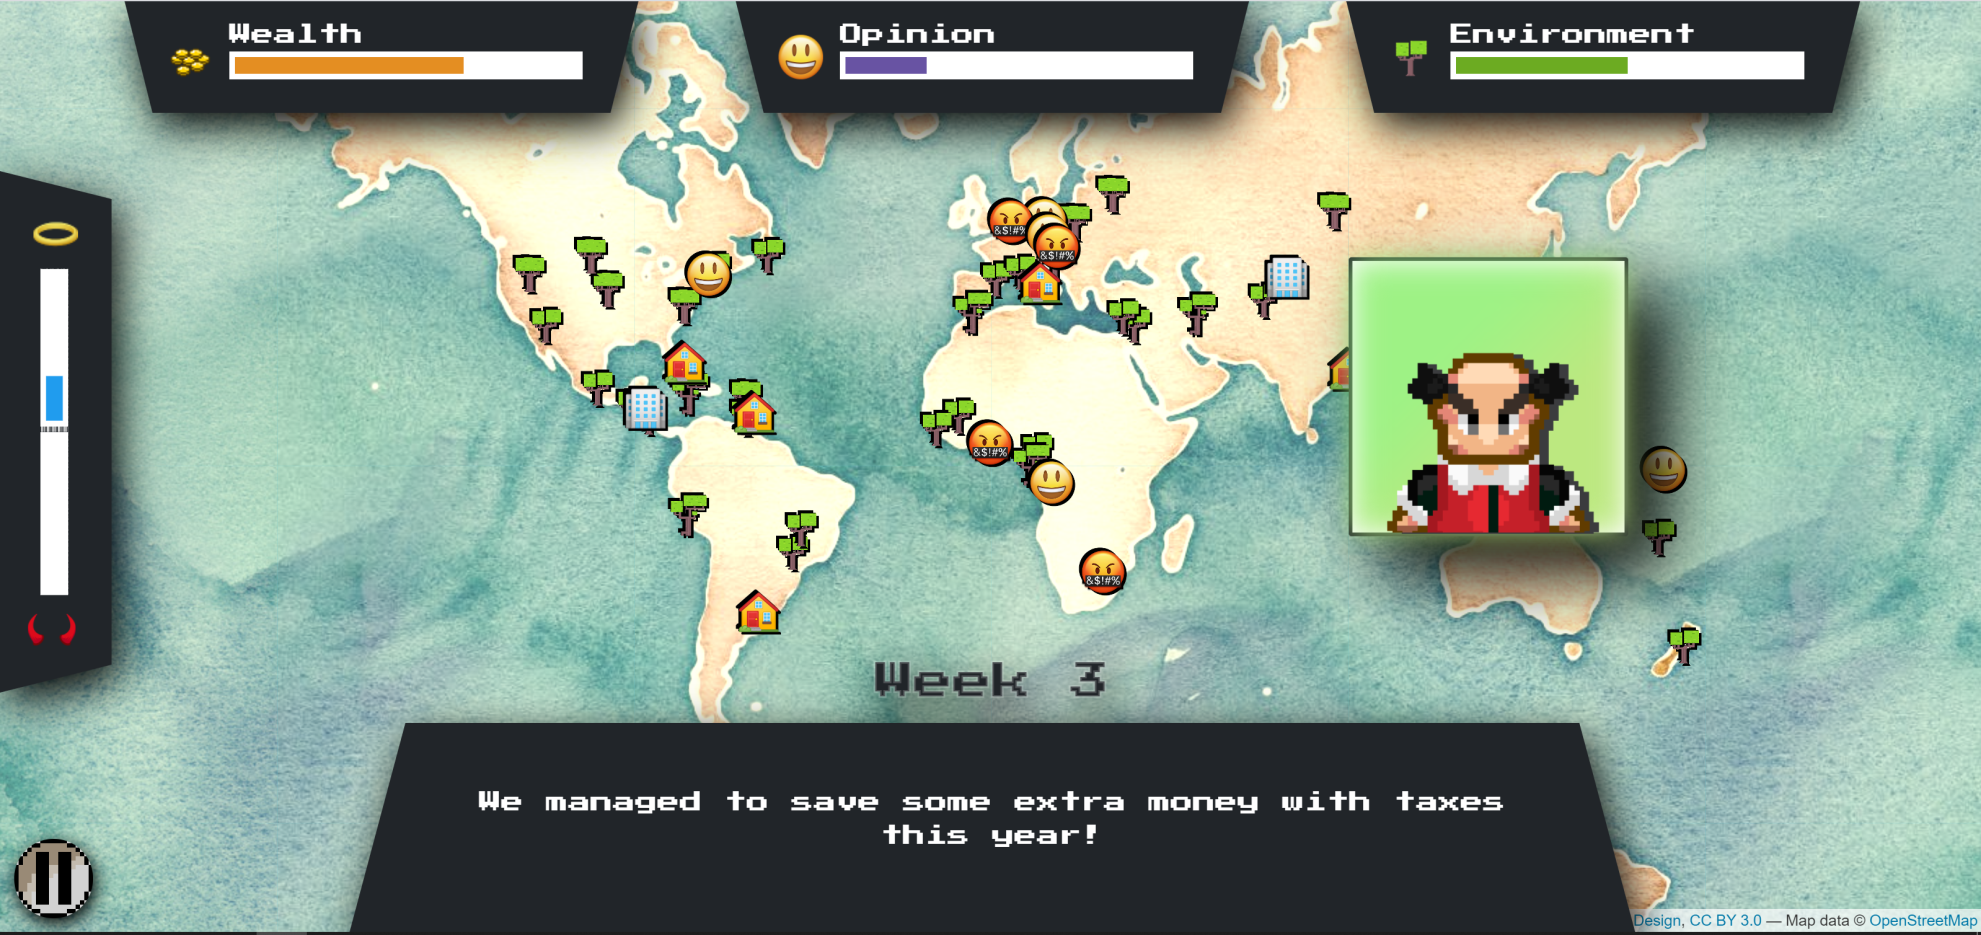 Wealth
Opinion
Environment
&$!#%
&$!#%
&$!#%
&$!#%
Week 3
We managed to save some extra money with taxes
this year!
Design, CC BY 3.0 — Map data © OpenStreetMap